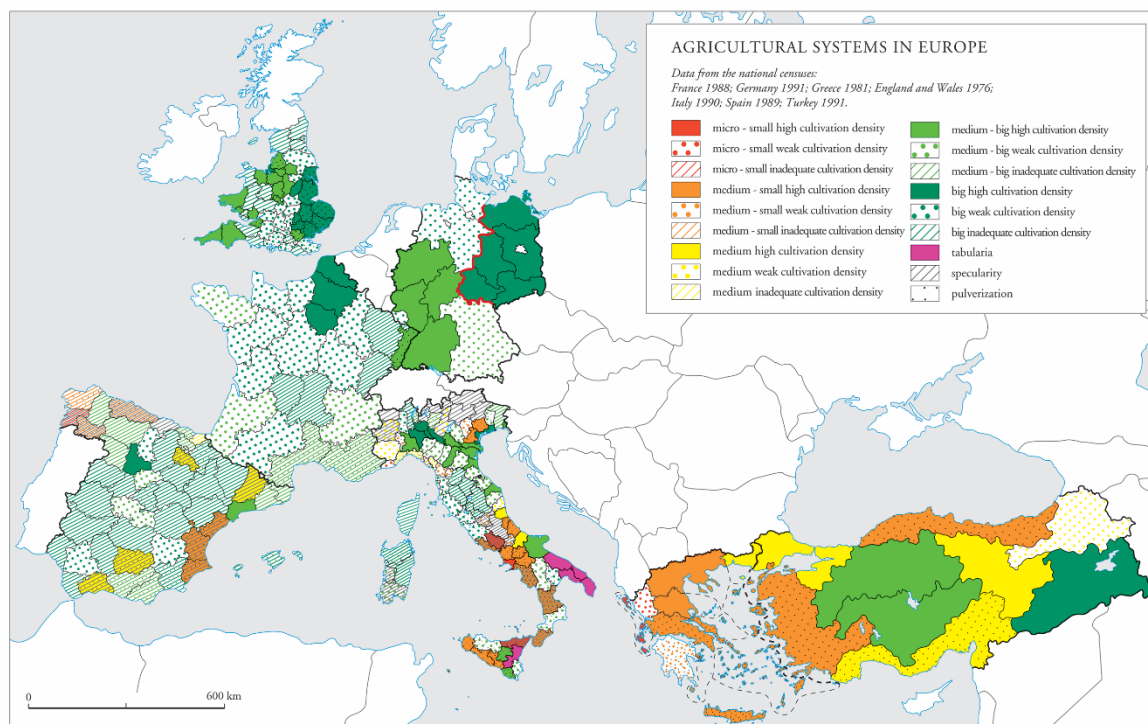 AGRICULTURAL SYSTEMS IN EUROPE
Data from the national censuses:
France 1988; Germany 1991; Greece 1981; England and Wales 1976;
Italy 1990; Spain 1989; Turkey 1991.
micro - small high cultivation density
micro - small weak cultivation density
micro - small inadequate cultivation density
medium - small high cultivation density
medium - small weak cultivation density
medium - small inadequate cultivation density
medium high cultivation density
medium weak cultivation density
medium inadequate cultivation density
medium - big high cultivation density
medium - big weak cultivation density
medium - big inadequate cultivation density
big high cultivation density
big weak cultivation density
big inadequate cultivation density
tabularia
specularity
pulverization
0 600 km